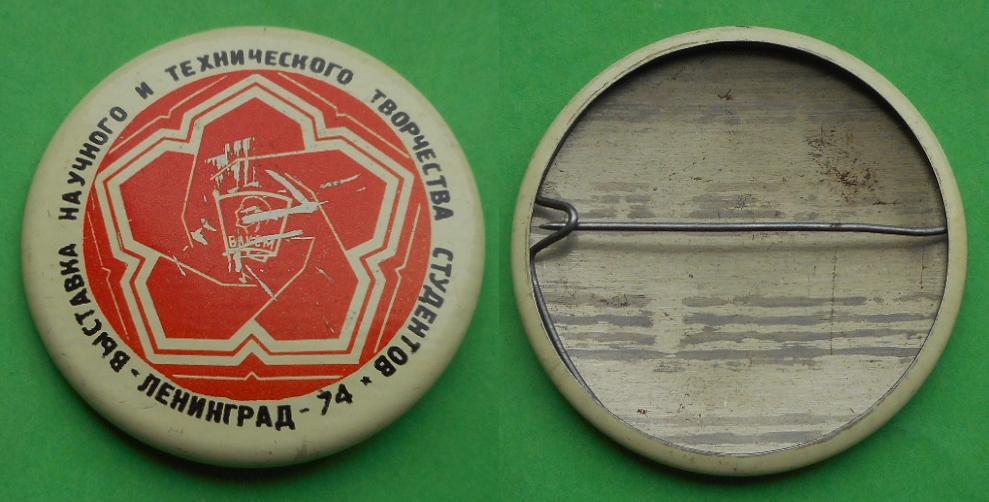 ВЫСТАВКА НАУЧНОГО И ТЕХНИЧЕСКОГО ТВОРЧЕСТВА СТУДЕНТОВ * ЛЕНИНГРАД - 74 -
ВЛКСМ